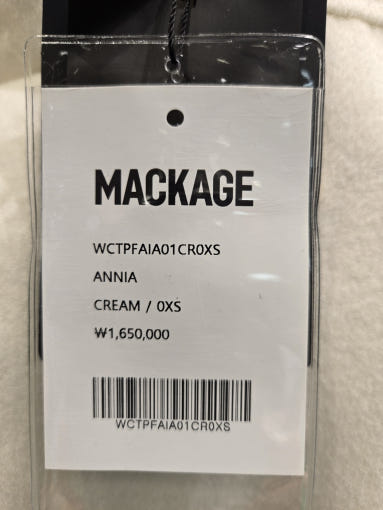 MACKAGE
WCTPFAIA01CR0XS
ANNIA
CREAM / 0XS
₩1,650,000
WCTPFAIA01CR0XS